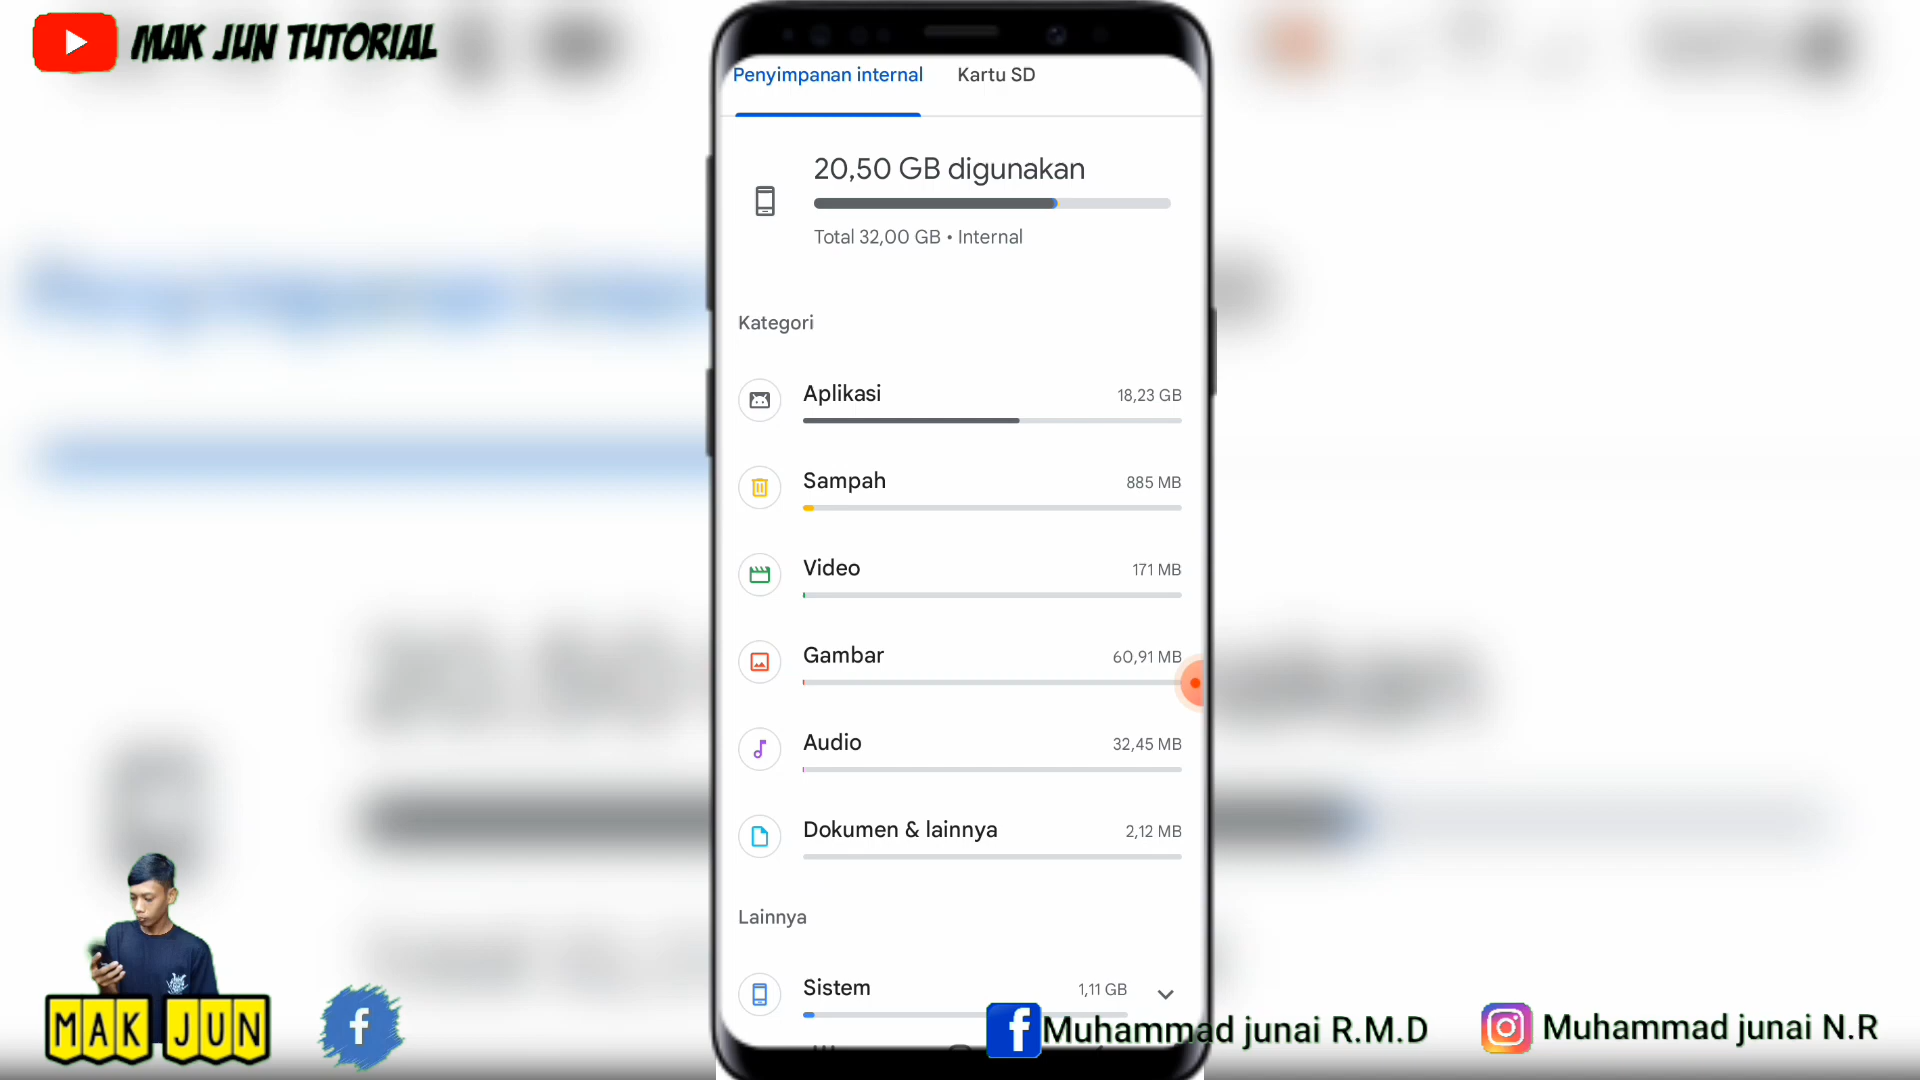 MAK JUN TUTORIAL
Penyimpanan internal
Kartu SD
20,50 GB digunakan
Total 32,00 GB • Internal
Kategori
Aplikasi
18,23 GB
Sampah
885 MB
Video
171 MB
Gambar
60,91 MB
Audio
32,45 MB
Dokumen & lainnya
2,12 MB
Lainnya
Sistem
1,11 GB
MAK JUN
Muhammad junai R.M.D
Muhammad junai N.R